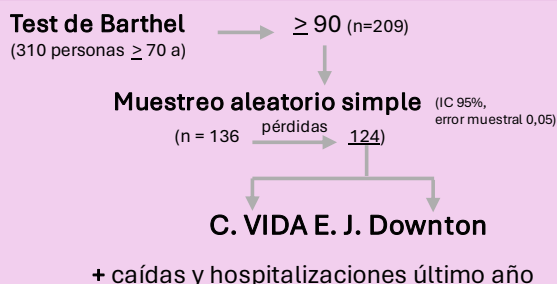 Test de Barthel
(310 personas ≥ 70 a)
≥ 90 (n=209)
Muestreo aleatorio simple
(IC 95%,
error muestral 0,05)
(n = 136 pérdidas 124)
C. VIDA E. J. Downton
+ caídas y hospitalizaciones último año